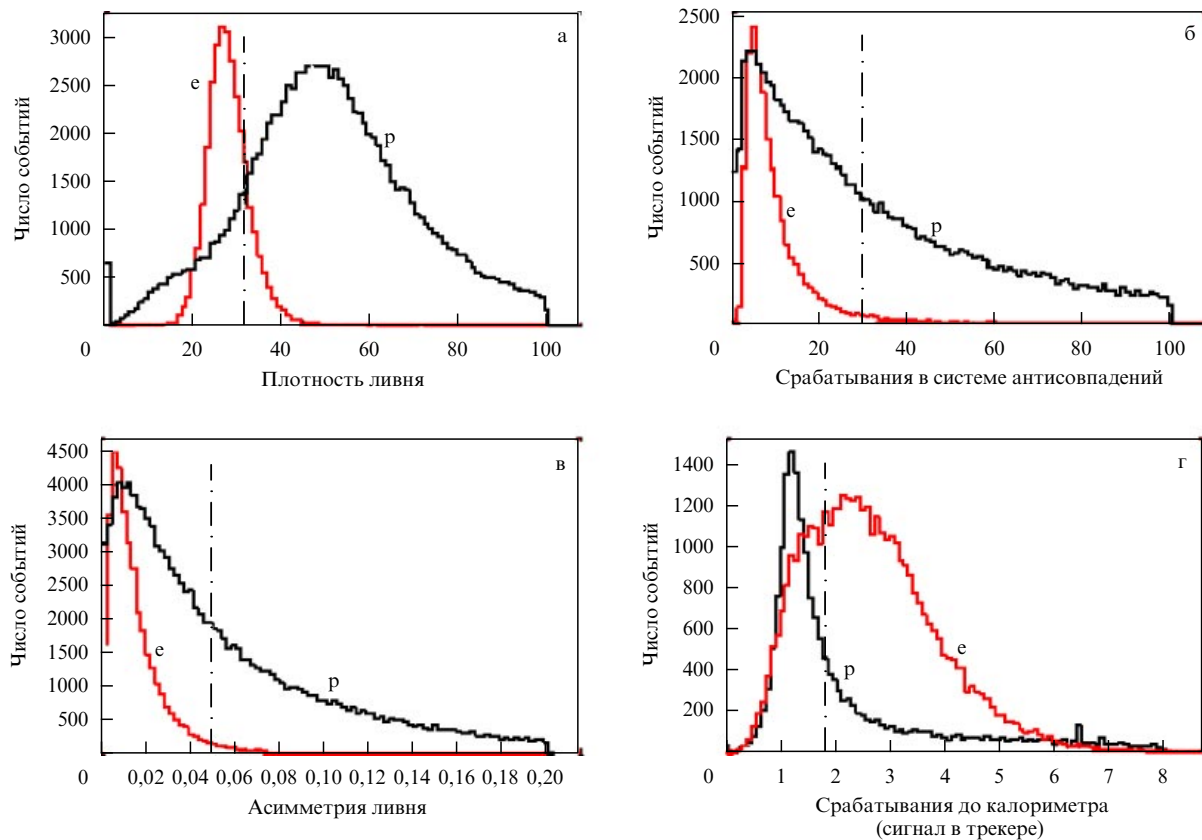 а
Число событий
3000
2500
2000
1500
1000
500
e
p
0 20 40 60 80 100
Плотность ливня
б
Число событий
2500
2000
1500
1000
500
e
p
0 20 40 60 80 100
Срабатывания в системе антисовпадений
в
Число событий
4500
4000
3500
3000
2500
2000
1500
1000
500
e
p
0 0,02 0,04 0,06 0,08 0,10 0,12 0,14 0,16 0,18 0,20
Асимметрия ливня
г
Число событий
1400
1200
1000
800
600
400
200
e
p
0 1 2 3 4 5 6 7 8
Срабатывания до калориметра
(сигнал в трекере)